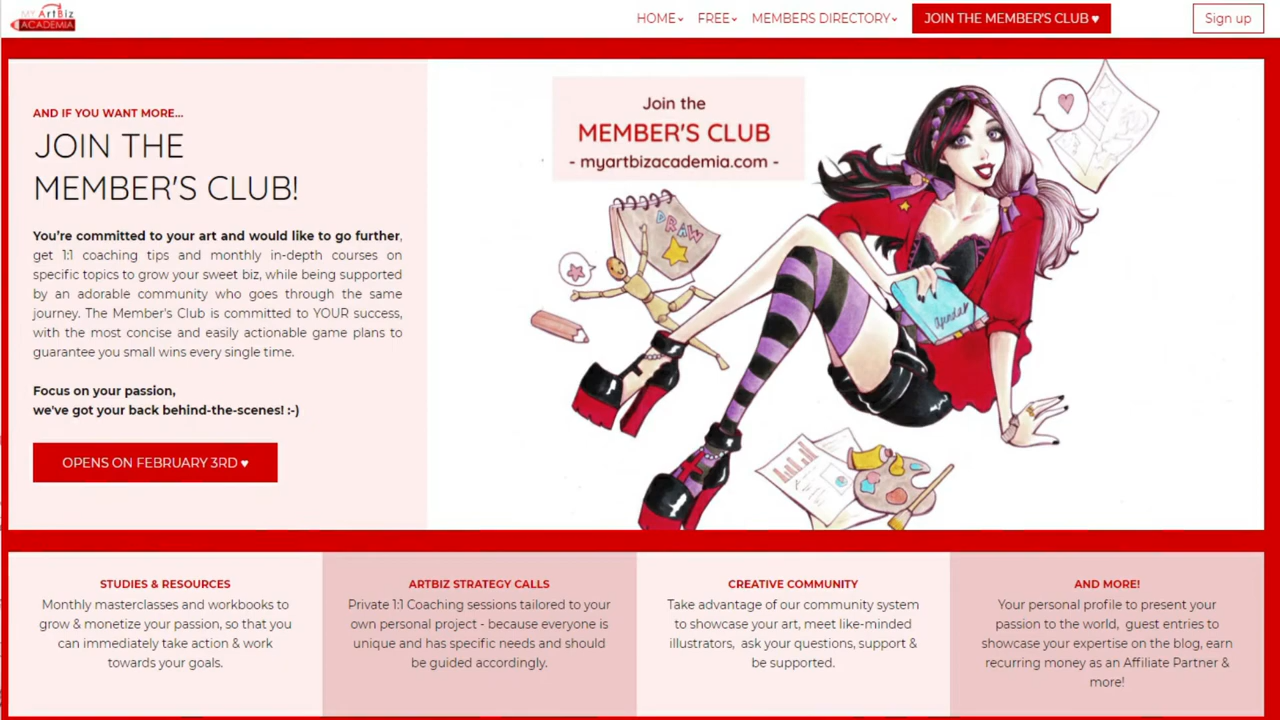 MY ArtBiz
ACADEMIA
HOME
FREE
MEMBERS DIRECTORY
JOIN THE MEMBER'S CLUB ♥
Sign up
AND IF YOU WANT MORE...
JOIN THE
MEMBER'S CLUB!
You're committed to your art and would like to go further,
get 1:1 coaching tips and monthly in-depth courses on
specific topics to grow your sweet biz, while being supported
by an adorable community who goes through the same
journey. The Member's Club is committed to YOUR success,
with the most concise and easily actionable game plans to
guarantee you small wins every single time.
Focus on your passion,
we've got your back behind-the-scenes! :-)
OPENS ON FEBRUARY 3RD ♥
Join the
MEMBER'S CLUB
- myartbizacademia.com -
DRAW
Agenda
STUDIES & RESOURCES
Monthly masterclasses and workbooks to
grow & monetize your passion, so that you
can immediately take action & work
towards your goals.
ARTBIZ STRATEGY CALLS
Private 1:1 Coaching sessions tailored to your
own personal project - because everyone is
unique and has specific needs and should
be guided accordingly.
CREATIVE COMMUNITY
Take advantage of our community system
to showcase your art, meet like-minded
illustrators, ask your questions, support &
be supported.
AND MORE!
Your personal profile to present your
passion to the world, guest entries to
showcase your expertise on the blog, earn
recurring money as an Affiliate Partner &
more!